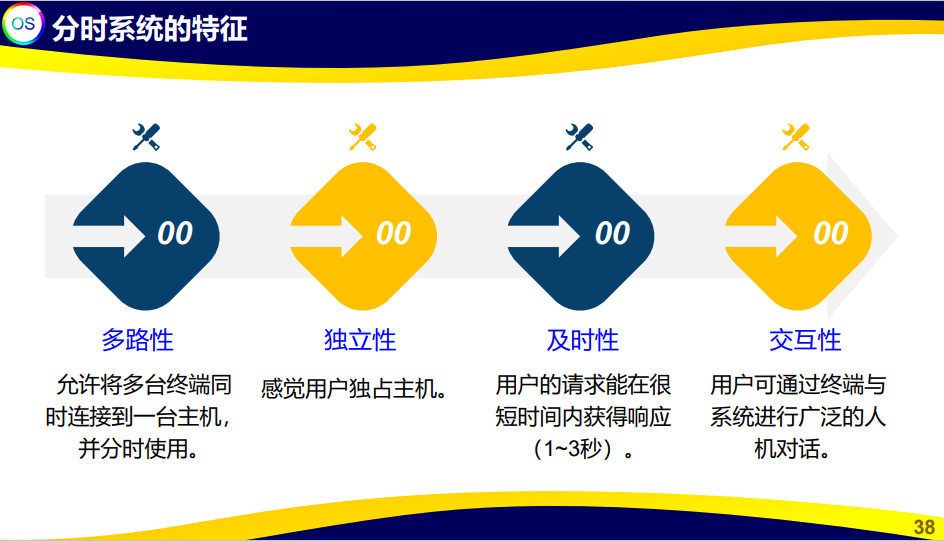 OS
分时系统的特征
00
00
00
00
多路性
独立性
及时性
交互性
允许将多台终端同
时连接到一台主机，
并分时使用。
感觉用户独占主机。
用户的请求能在很
短时间内获得响应
（1~3秒）。
用户可通过终端与
系统进行广泛的人
机对话。
38